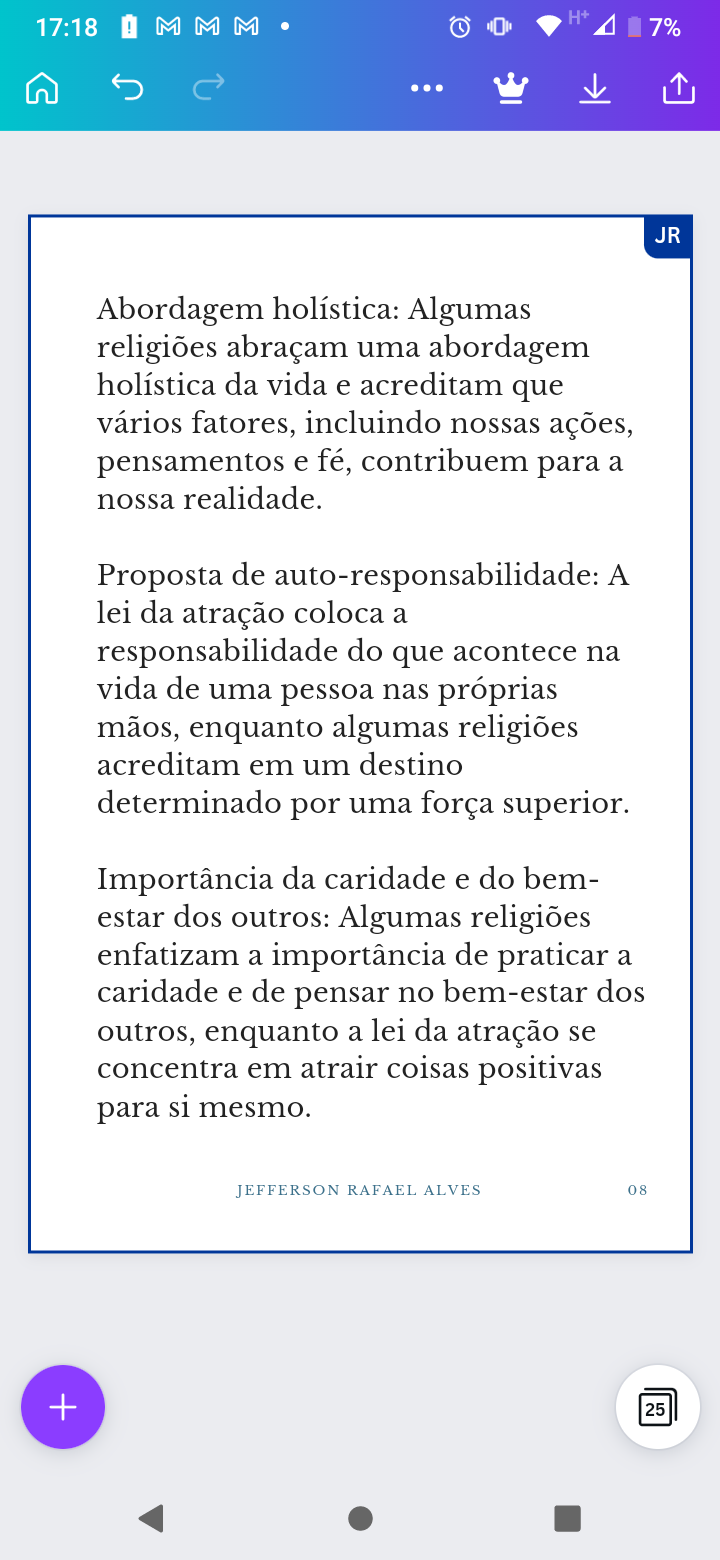 17:18
H+
7%
JR
Abordagem holística: Algumas
religiões abraçam uma abordagem
holística da vida e acreditam que
vários fatores, incluindo nossas ações,
pensamentos e fé, contribuem para a
nossa realidade.
Proposta de auto-responsabilidade: A
lei da atração coloca a
responsabilidade do que acontece na
vida de uma pessoa nas próprias
mãos, enquanto algumas religiões
acreditam em um destino
determinado por uma força superior.
Importância da caridade e do bem-
estar dos outros: Algumas religiões
enfatizam a importância de praticar a
caridade e de pensar no bem-estar dos
outros, enquanto a lei da atração se
concentra em atrair coisas positivas
para si mesmo.
JEFFERSON RAFAEL ALVES 08
25